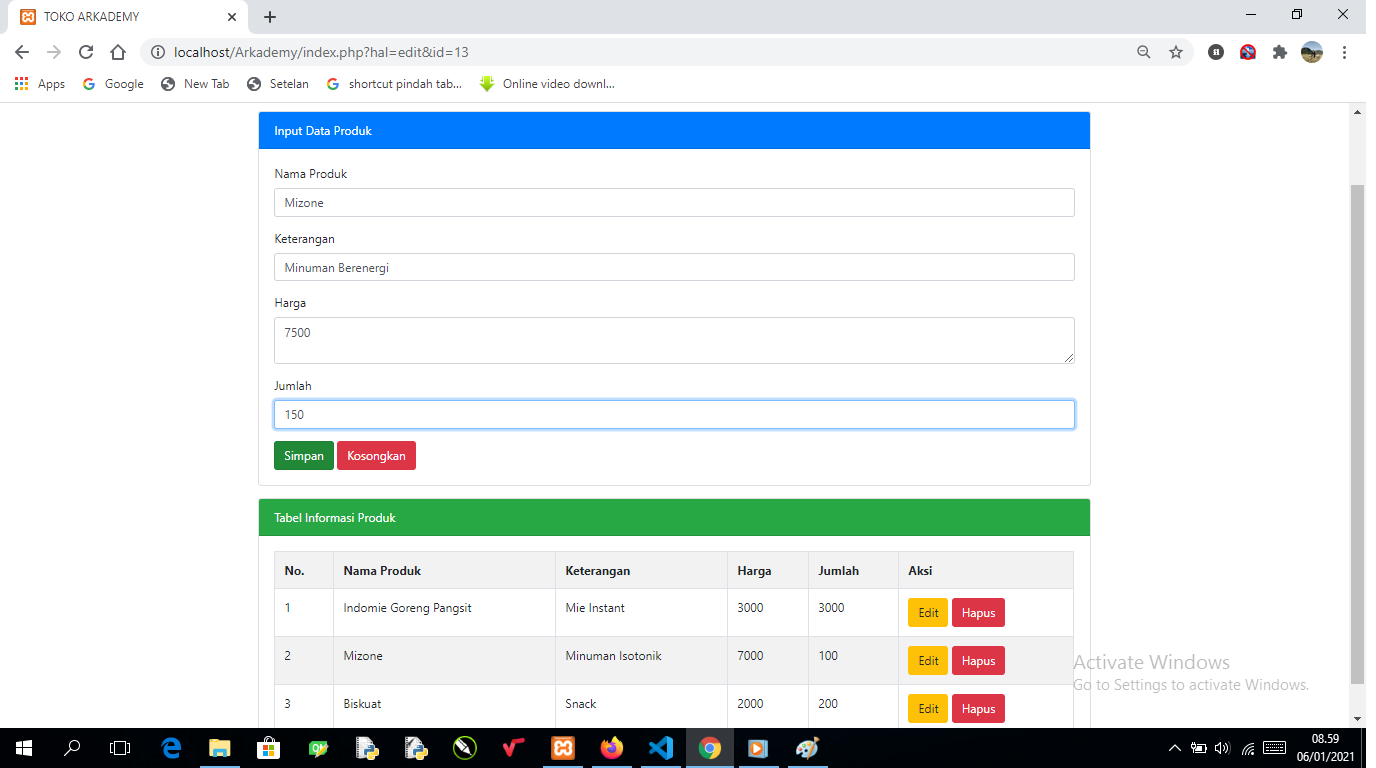 TOKO ARKADEMY
localhost/Arkademy/index.php?hal=edit&id=13
Apps Google New Tab Setelan shortcut pindah tab... Online video downl...
Input Data Produk
Nama Produk
Mizone
Keterangan
Minuman Berenergi
Harga
7500
Jumlah
150
Simpan Kosongkan
Tabel Informasi Produk
No. Nama Produk Keterangan Harga Jumlah Aksi
1 Indomie Goreng Pangsit Mie Instant 3000 3000 Edit Hapus
2 Mizone Minuman Isotonik 7000 100 Edit Hapus
3 Biskuat Snack 2000 200 Edit Hapus
Activate Windows
Go to Settings to activate Windows.
08.59
06/01/2021